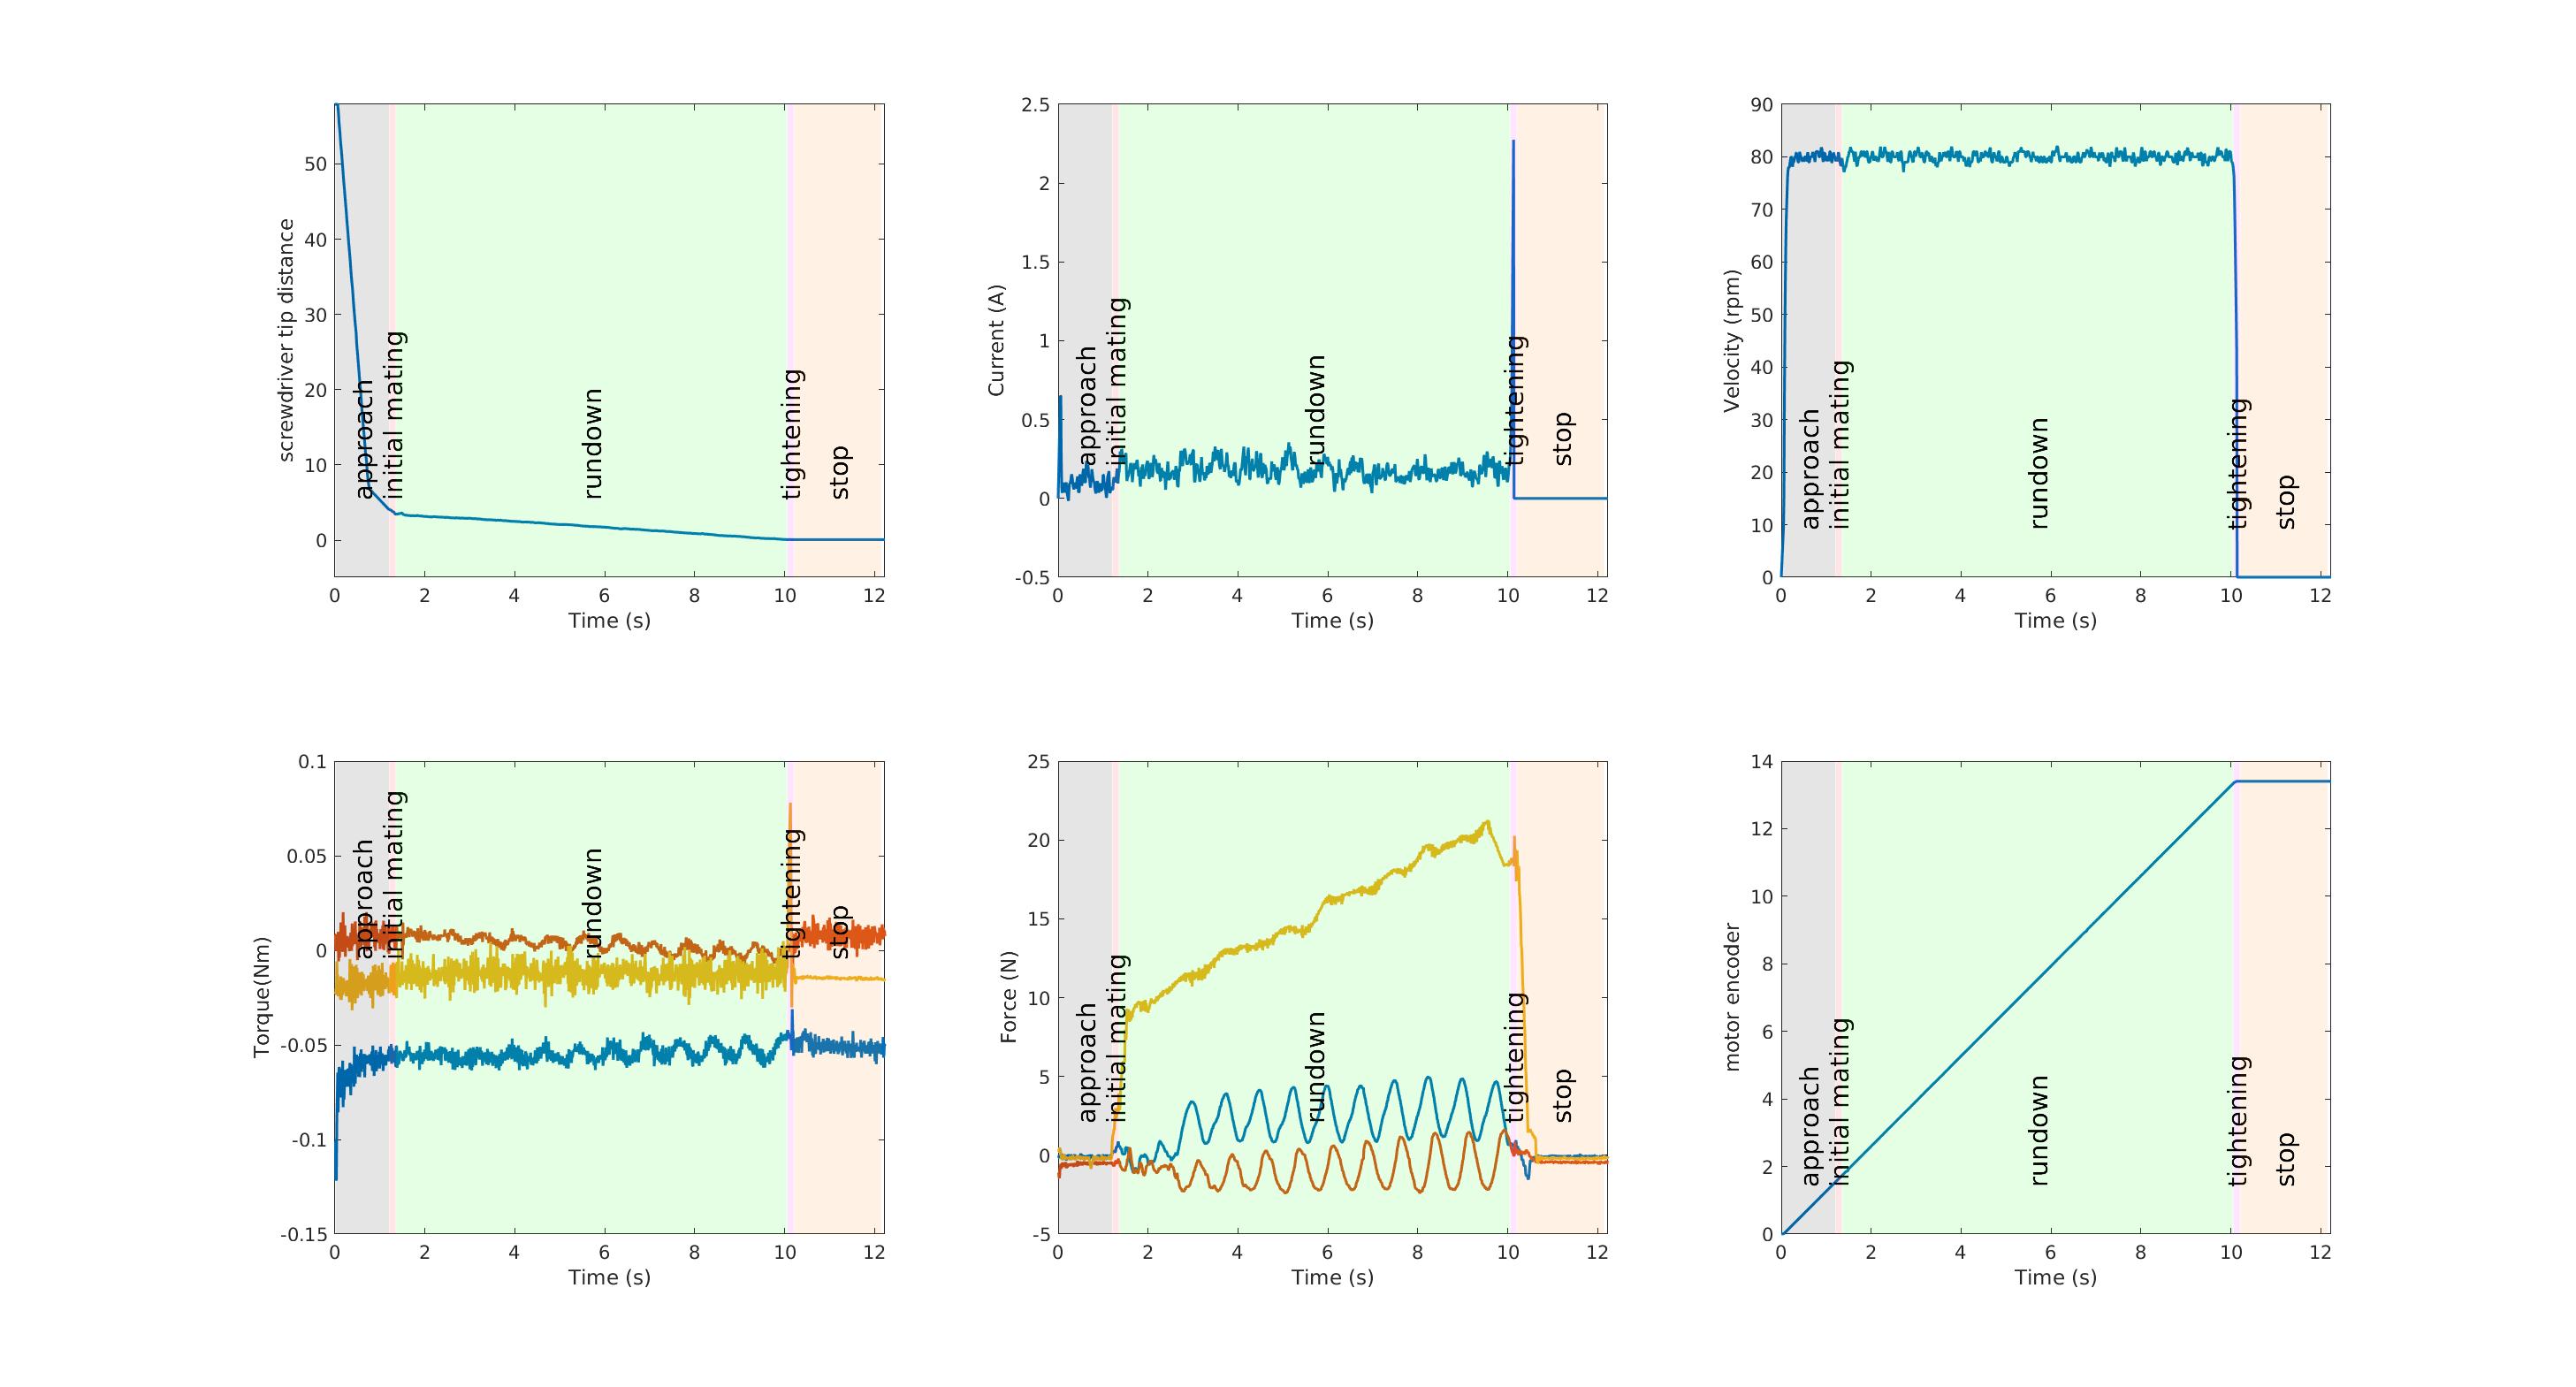 screwdriver tip distance
50
40
30
20
10
0
approach
initial mating
rundown
tightening
stop
0 2 4 6 8 10 12
Time (s)
Current (A)
2.5
2
1.5
1
0.5
0
-0.5
approach
initial mating
rundown
tightening
stop
0 2 4 6 8 10 12
Time (s)
Velocity (rpm)
90
80
70
60
50
40
30
20
10
0
approach
initial mating
rundown
tightening
stop
0 2 4 6 8 10 12
Time (s)
Torque(Nm)
0.1
0.05
0
-0.05
-0.1
-0.15
approach
initial mating
rundown
tightening
stop
0 2 4 6 8 10 12
Time (s)
Force (N)
25
20
15
10
5
0
-5
approach
initial mating
rundown
tightening
stop
0 2 4 6 8 10 12
Time (s)
motor encoder
14
12
10
8
6
4
2
0
approach
initial mating
rundown
tightening
stop
0 2 4 6 8 10 12
Time (s)